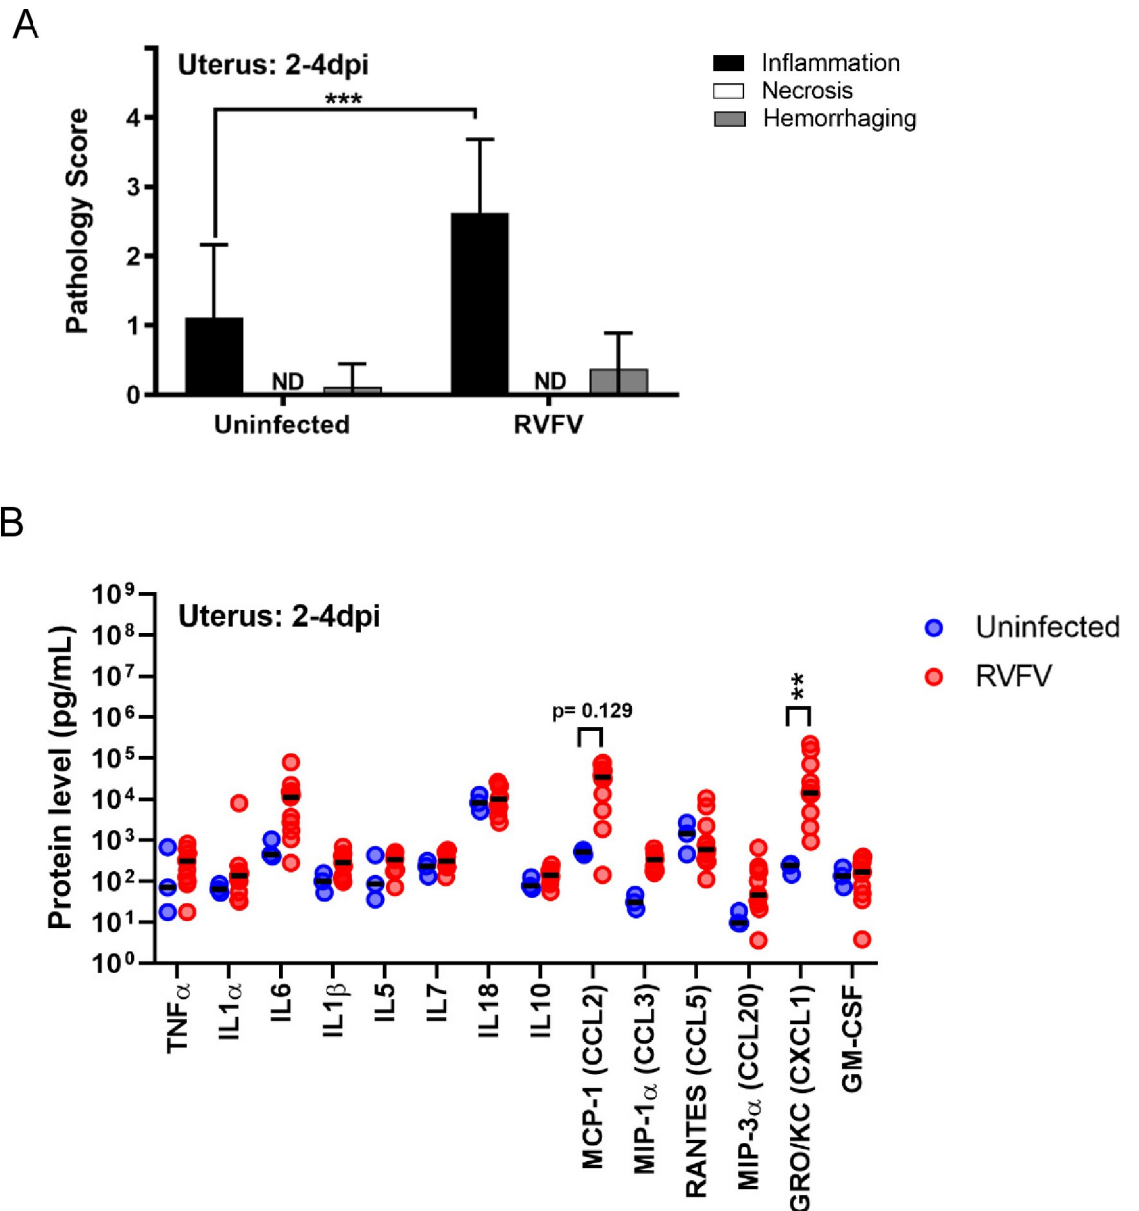 A
Uterus: 2-4dpi
***
Inflammation
Necrosis
Hemorrhaging
Pathology Score
4
3
2
1
0
ND
ND
Uninfected
RVFV
B
Uterus: 2-4dpi
Uninfected
RVFV
Protein level (pg/mL)
10⁹
10⁸
10⁷
10⁶
10⁵
10⁴
10³
10²
10¹
10⁰
p= 0.129
**
TNFα
IL1α
IL6
IL1β
IL5
IL7
IL18
IL10
MCP-1 (CCL2)
MIP-1α (CCL3)
RANTES (CCL5)
MIP-3α (CCL20)
GRO/KC (CXCL1)
GM-CSF